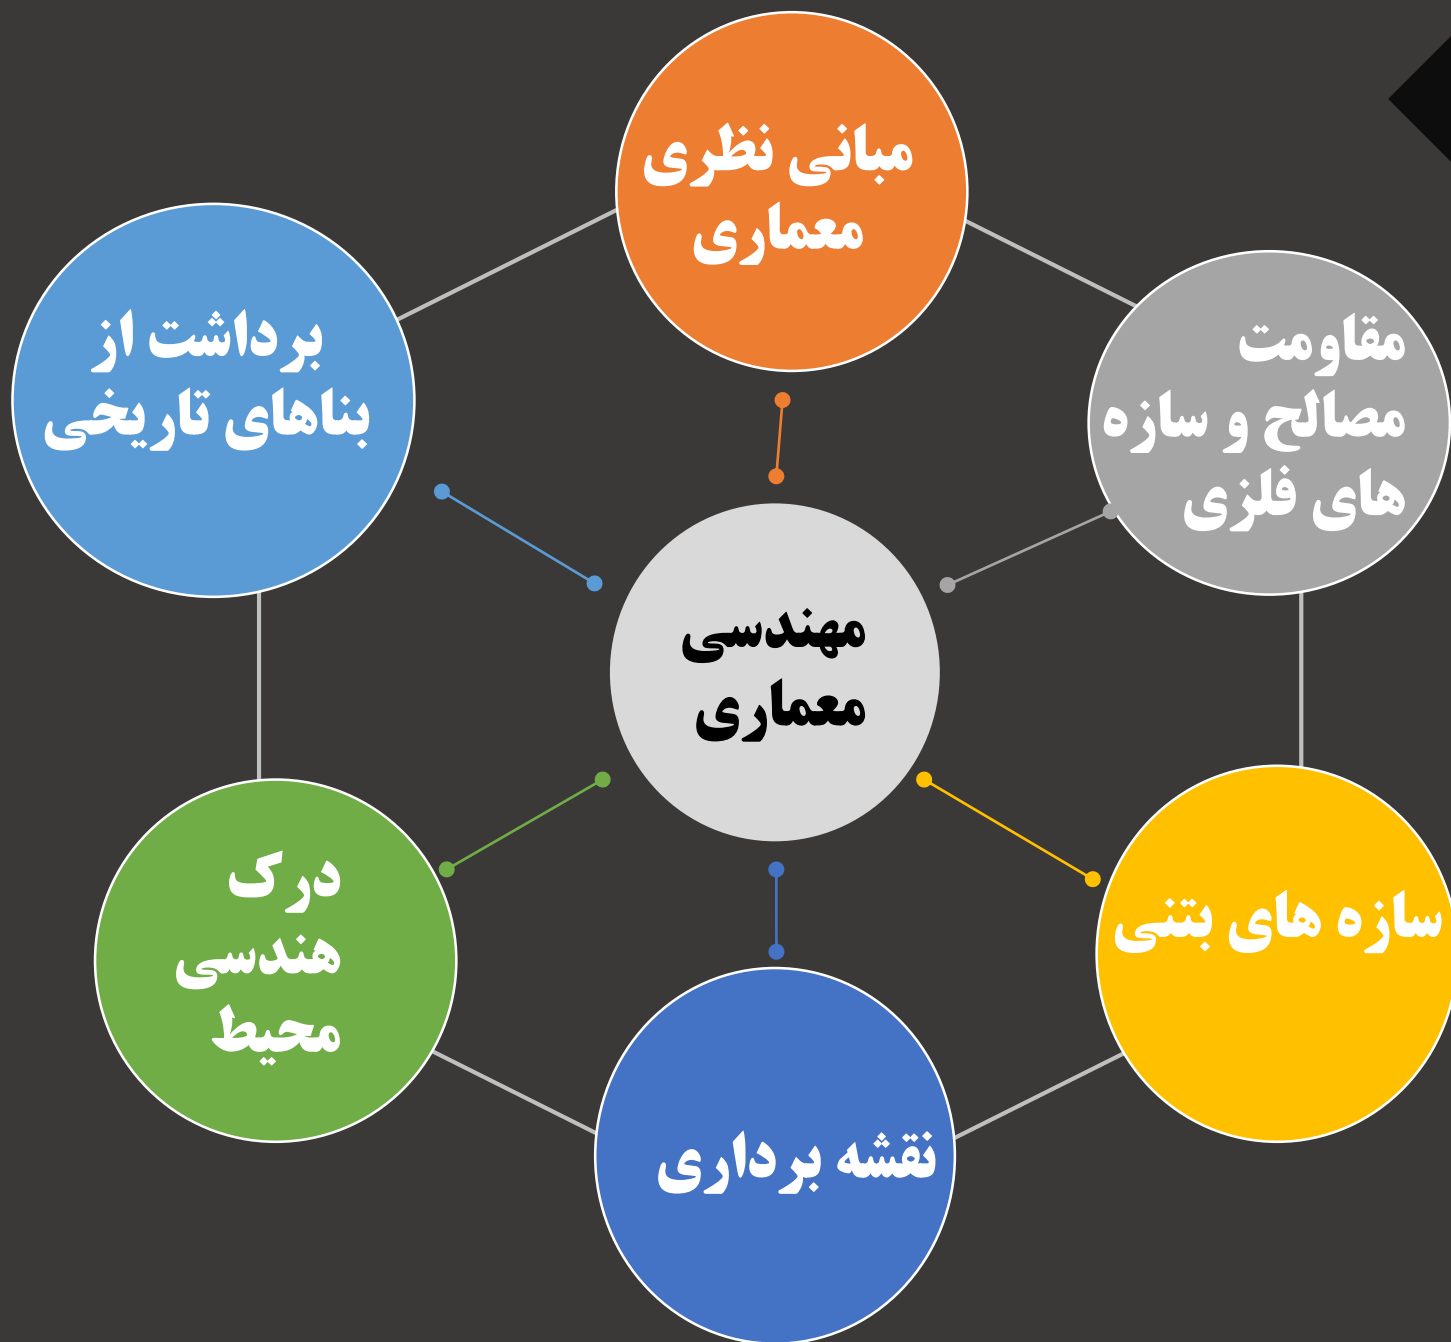 مبانی نظری
معماری
مقاومت
مصالح و سازه
های فلزی
برداشت از
بناهای تاریخی
مهندسی
معماری
سازه های بتنی
درک
هندسی
محیط
نقشه برداری